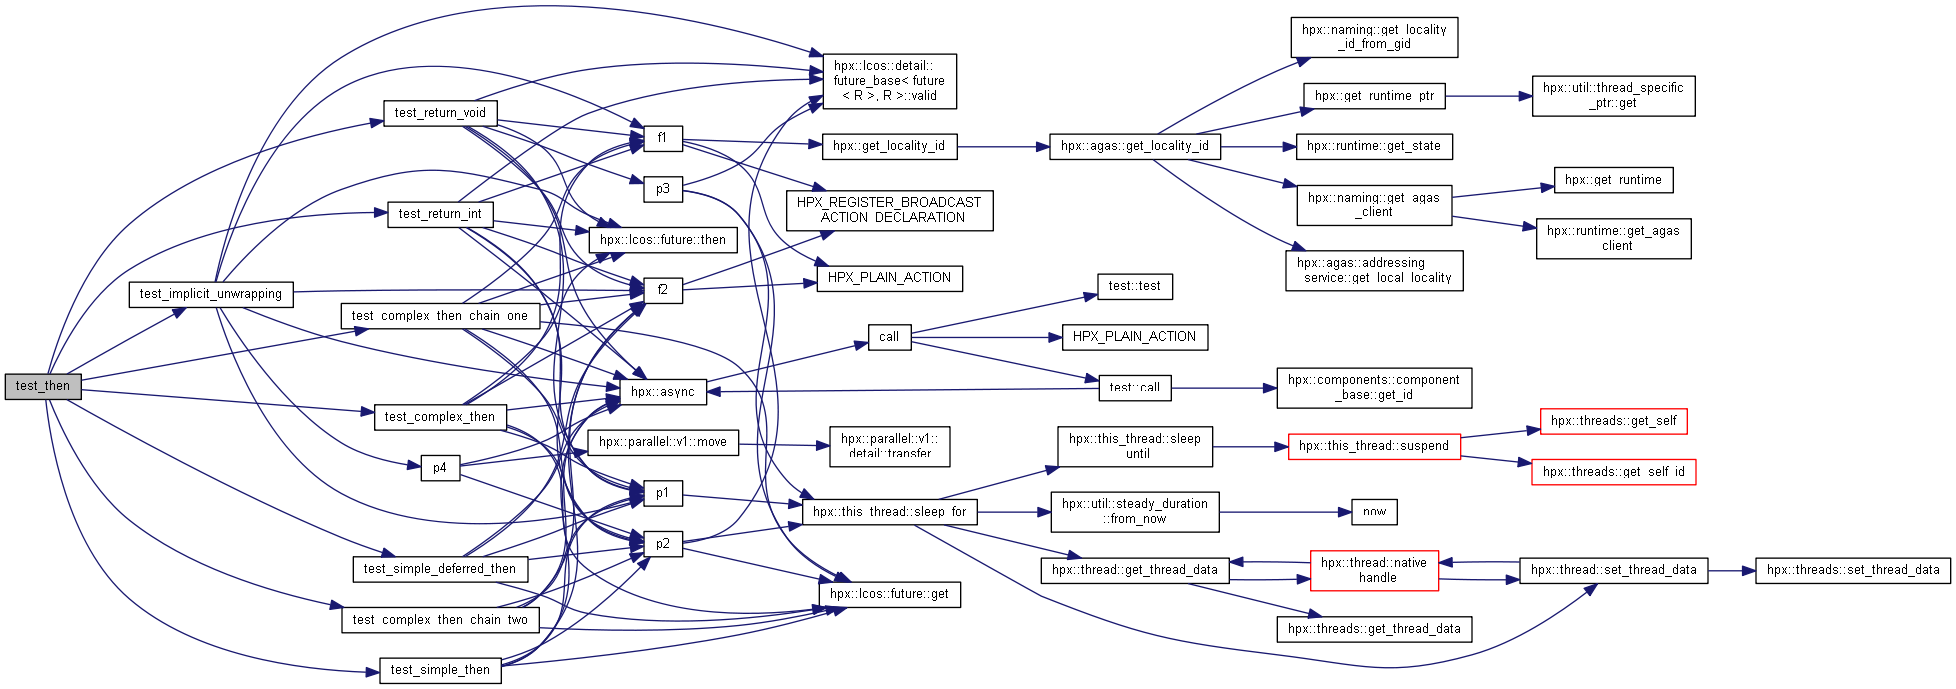 test_then
test_return_void
test_return_int
test_implicit_unwrapping
test_complex_then_chain_one
test_complex_then
p4
test_simple_deferred_then
test_complex_then_chain_two
test_simple_then
f1
p3
hpx::lcos::future::then
f2
hpx::async
hpx::parallel::v1::move
p1
p2
hpx::lcos::detail::
future_base< future
< R >, R >::valid
hpx::get_locality_id
HPX_REGISTER_BROADCAST
_ACTION_DECLARATION
HPX_PLAIN_ACTION
call
hpx::parallel::v1::
detail::transfer
hpx::this_thread::sleep_for
hpx::lcos::future::get
hpx::agas::get_locality_id
test::test
HPX_PLAIN_ACTION
test::call
hpx::this_thread::sleep
_until
hpx::util::steady_duration
::from_now
hpx::thread::get_thread_data
hpx::naming::get_locality
_id_from_gid
hpx::get_runtime_ptr
hpx::runtime::get_state
hpx::naming::get_agas
_client
hpx::agas::addressing
_service::get_local_locality
hpx::components::component
_base::get_id
hpx::this_thread::suspend
now
hpx::thread::native
_handle
hpx::threads::get_thread_data
hpx::util::thread_specific
_ptr::get
hpx::get_runtime
hpx::runtime::get_agas
_client
hpx::threads::get_self
hpx::threads::get_self_id
hpx::thread::set_thread_data
hpx::threads::set_thread_data